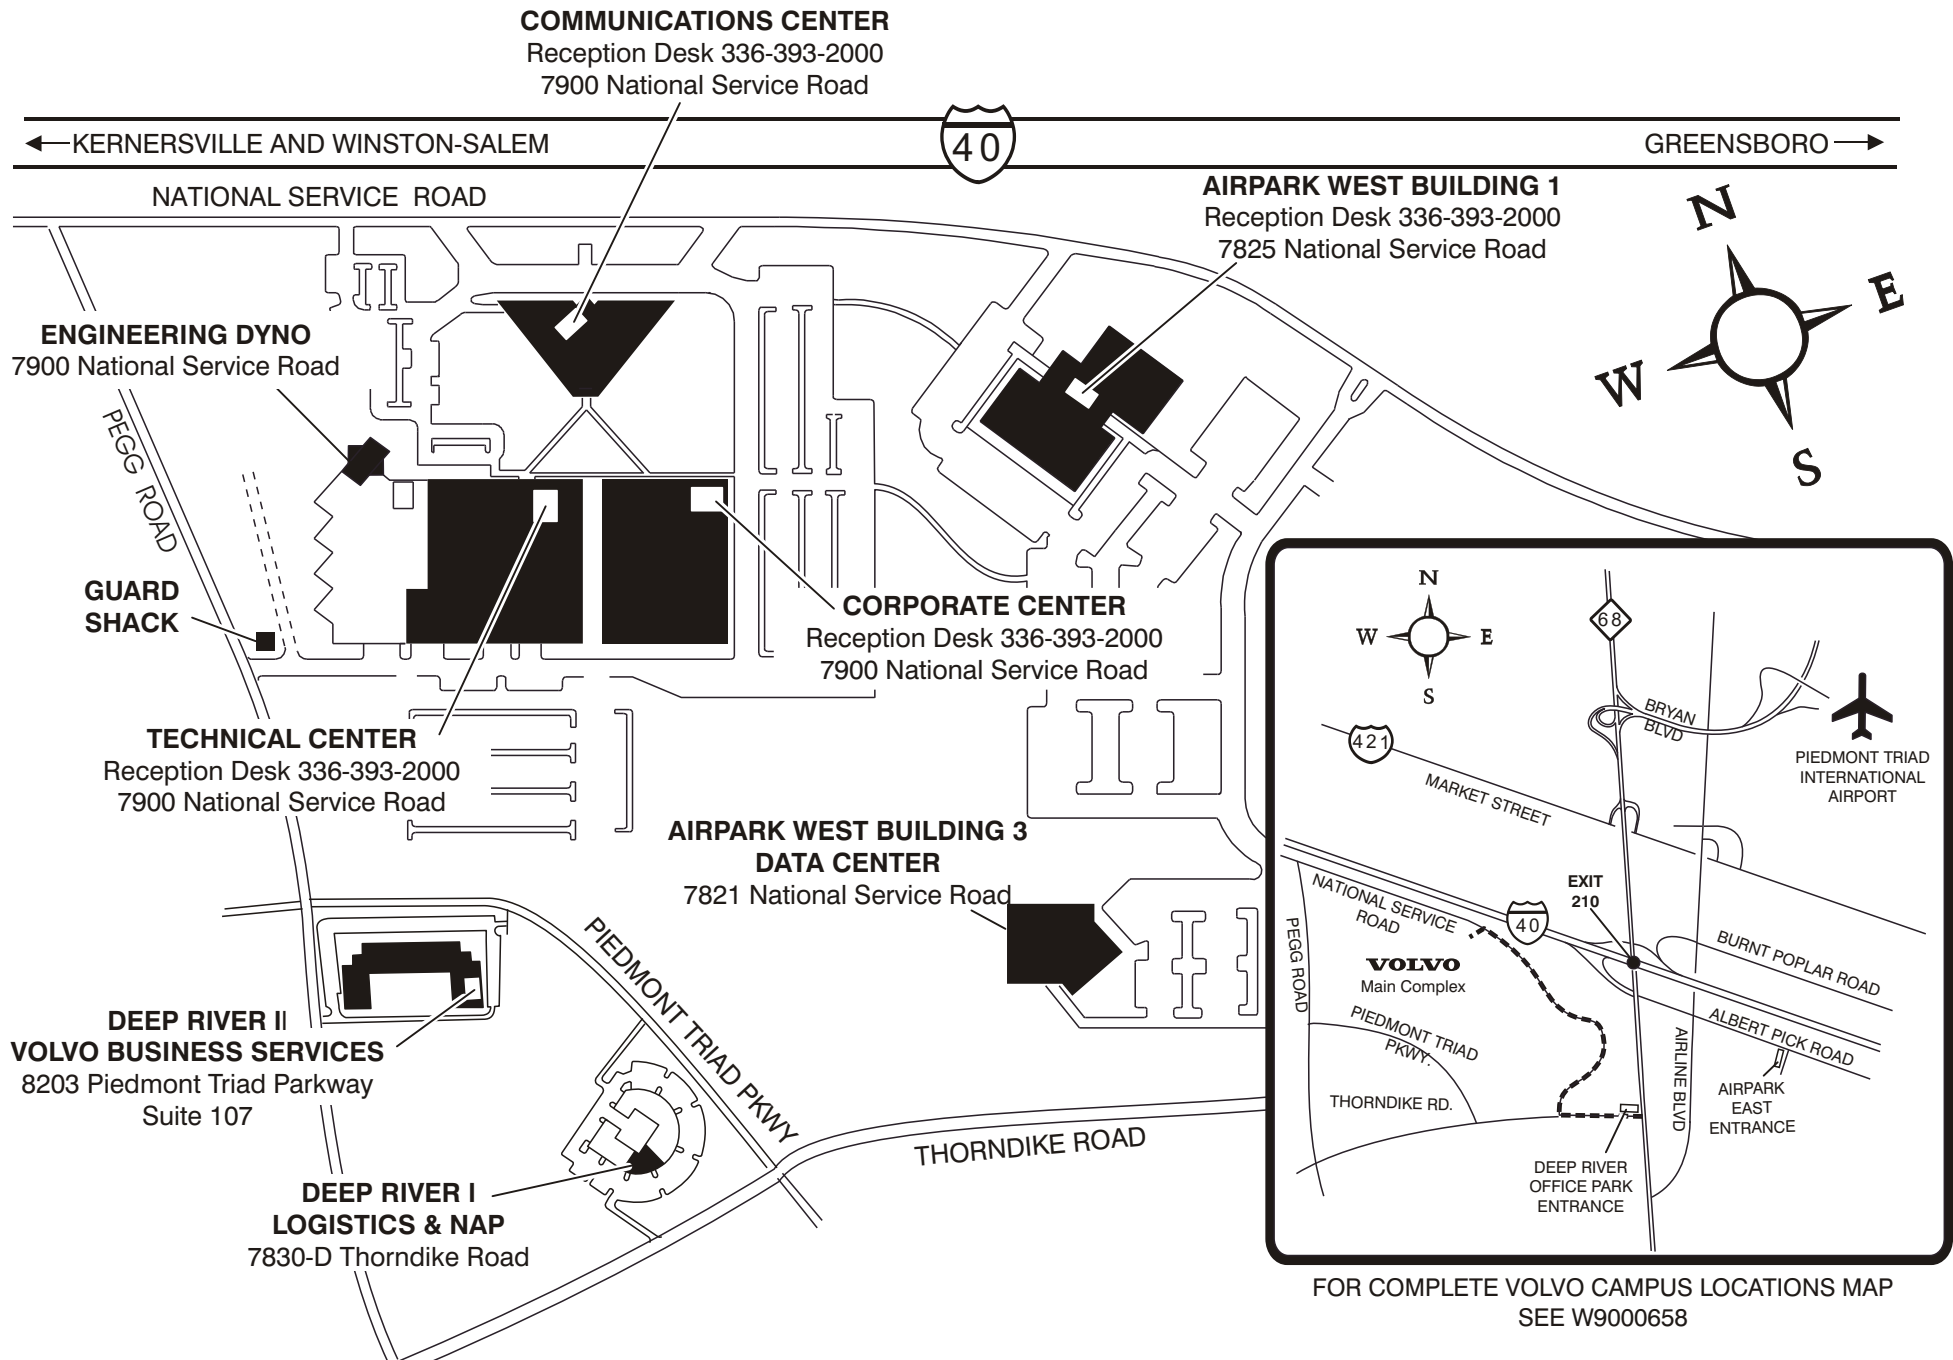 COMMUNICATIONS CENTER
Reception Desk 336-393-2000
7900 National Service Road
KERNERSVILLE AND WINSTON-SALEM
40
GREENSBORO
NATIONAL SERVICE ROAD
AIRPARK WEST BUILDING 1
Reception Desk 336-393-2000
7825 National Service Road
N
E
W
S
ENGINEERING DYNO
7900 National Service Road
PEGG ROAD
GUARD
SHACK
CORPORATE CENTER
Reception Desk 336-393-2000
7900 National Service Road
TECHNICAL CENTER
Reception Desk 336-393-2000
7900 National Service Road
AIRPARK WEST BUILDING 3
DATA CENTER
7821 National Service Road
PIEDMONT TRIAD PKWY
DEEP RIVER II
VOLVO BUSINESS SERVICES
8203 Piedmont Triad Parkway
Suite 107
THORNDIKE ROAD
DEEP RIVER I
LOGISTICS & NAP
7830-D Thorndike Road
N
W
E
S
68
BRYAN
BLVD
421
PIEDMONT TRIAD
INTERNATIONAL
AIRPORT
MARKET STREET
NATIONAL SERVICE
ROAD
EXIT
210
40
PEGG ROAD
VOLVO
Main Complex
BURNT POPLAR ROAD
PIEDMONT TRIAD
PKWY.
ALBERT PICK ROAD
AIRLINE BLVD
THORNDIKE RD.
AIRPARK
EAST
ENTRANCE
DEEP RIVER
OFFICE PARK
ENTRANCE
FOR COMPLETE VOLVO CAMPUS LOCATIONS MAP
SEE W9000658